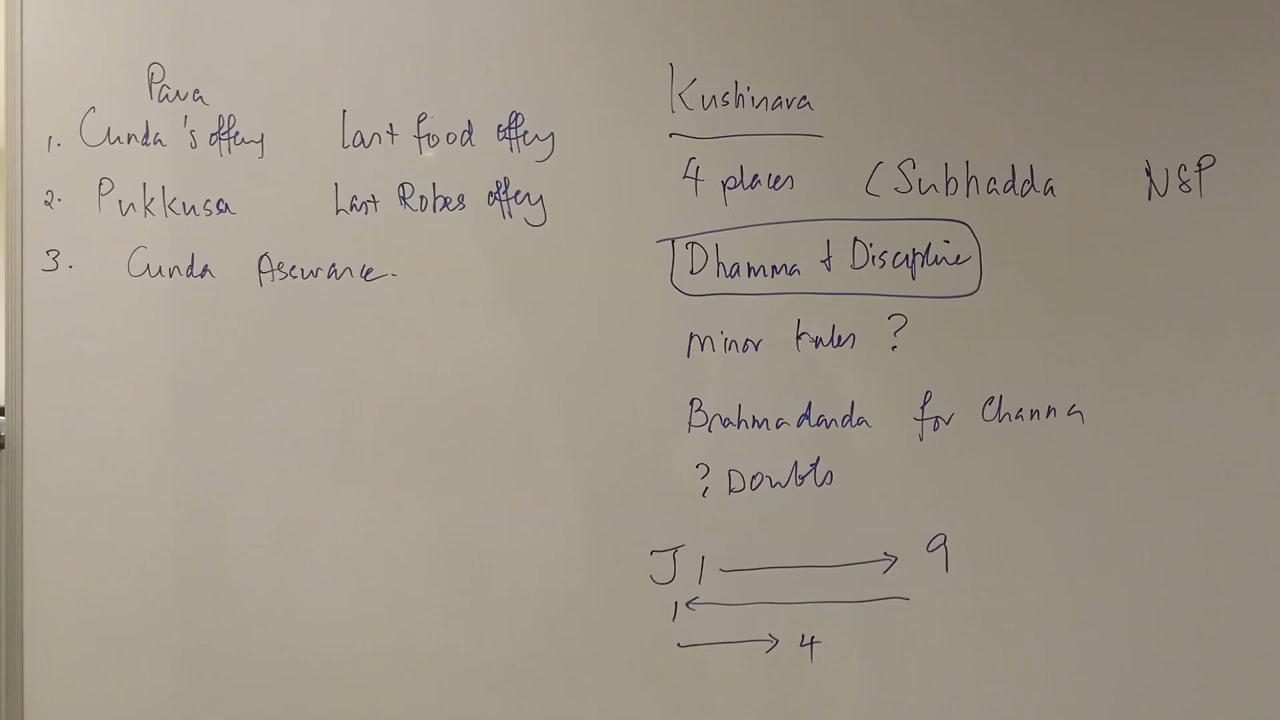 Pava
1. Cunda's offery Last food offery
2. Pukkusa Last Robes offery
3. Cunda Assurance.
Kushinara
4 places (Subhadda NSP
Dhamma + Discipline
minor rules ?
Brahmadanda for Channa
? Doubts
J 1 → 9
1 ←
→ 4